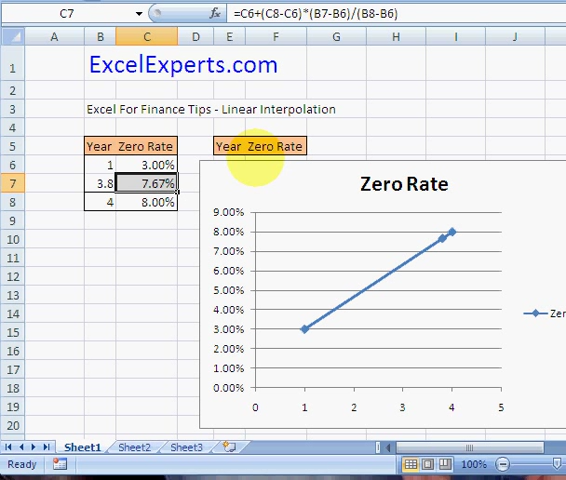 C7 fx =C6+(C8-C6)*(B7-B6)/(B8-B6)
A B C D E F G H I J
1 ExcelExperts.com
2
3 Excel For Finance Tips - Linear Interpolation
4
5 Year Zero Rate Year Zero Rate
6 1 3.00%
7 3.8 7.67%
8 4 8.00%
9
10
11
12
13
14
15
16
17
18
19
20
Zero Rate
9.00%
8.00%
7.00%
6.00%
5.00%
4.00%
3.00%
2.00%
1.00%
0.00%
0 1 2 3 4 5
Sheet1 Sheet2 Sheet3
Ready 100%